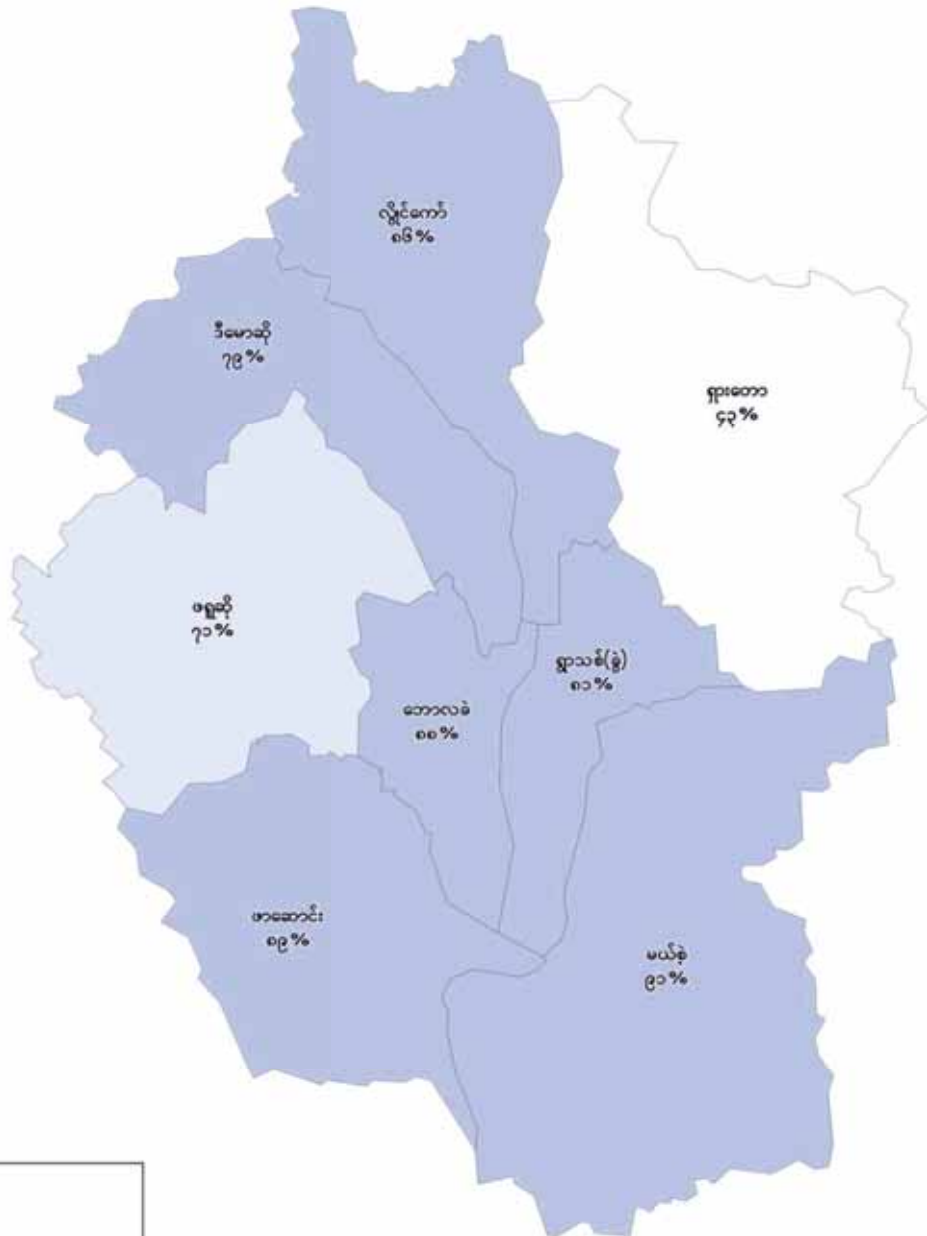 လွိုင်ကော်
၈၆%
ဒီမောဆို
၇၉%
ရှားတော
၄၃%
ဖရူဆို
၇၁%
ရွာသစ်(ခွဲ)
၈၁%
ဘောလခဲ
၈၈%
ဖားဆောင်း
၈၉%
မယ်စဲ့
၉၁%